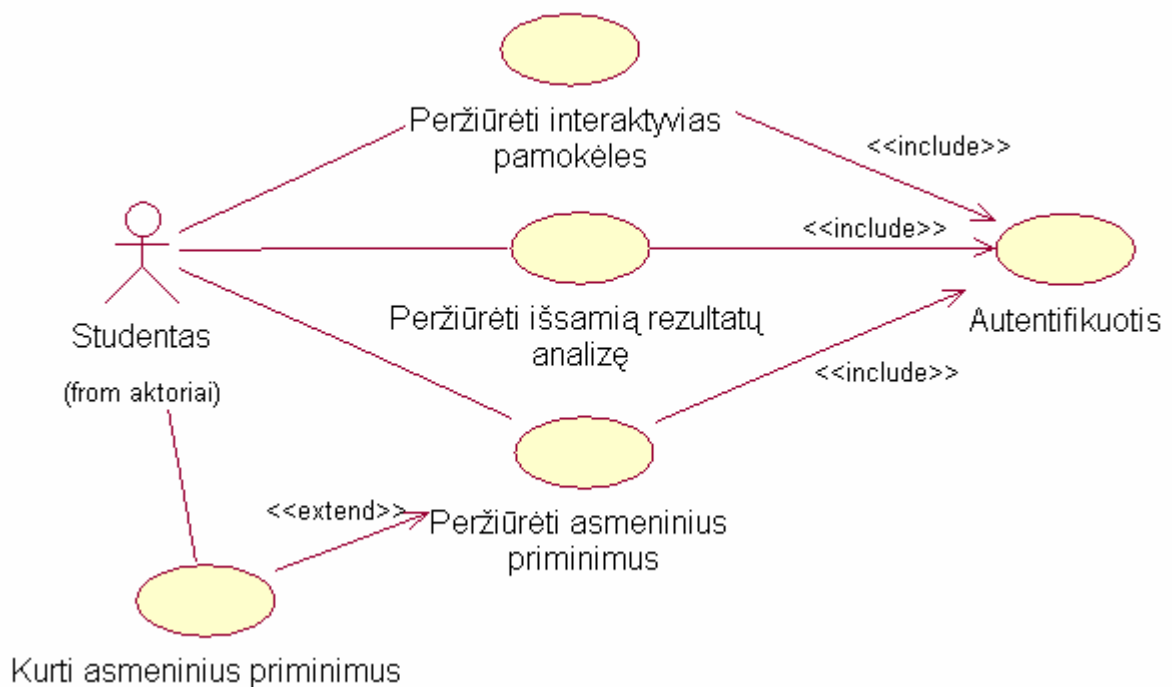 Peržiūrėti interaktyvias
pamokėles
<<include>>
<<include>>
Studentas
(from aktoriai)
Peržiūrėti išsamią rezultatų
analizę
Autentifikuotis
<<include>>
<<extend>>
Peržiūrėti asmeninius
priminimus
Kurti asmeninius priminimus